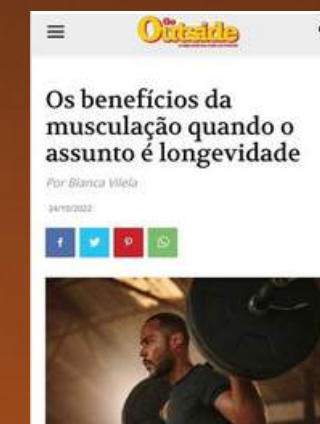 Go
Outside
Os benefícios da
musculação quando o
assunto é longevidade
Por Bianca Vilela
24/10/2022